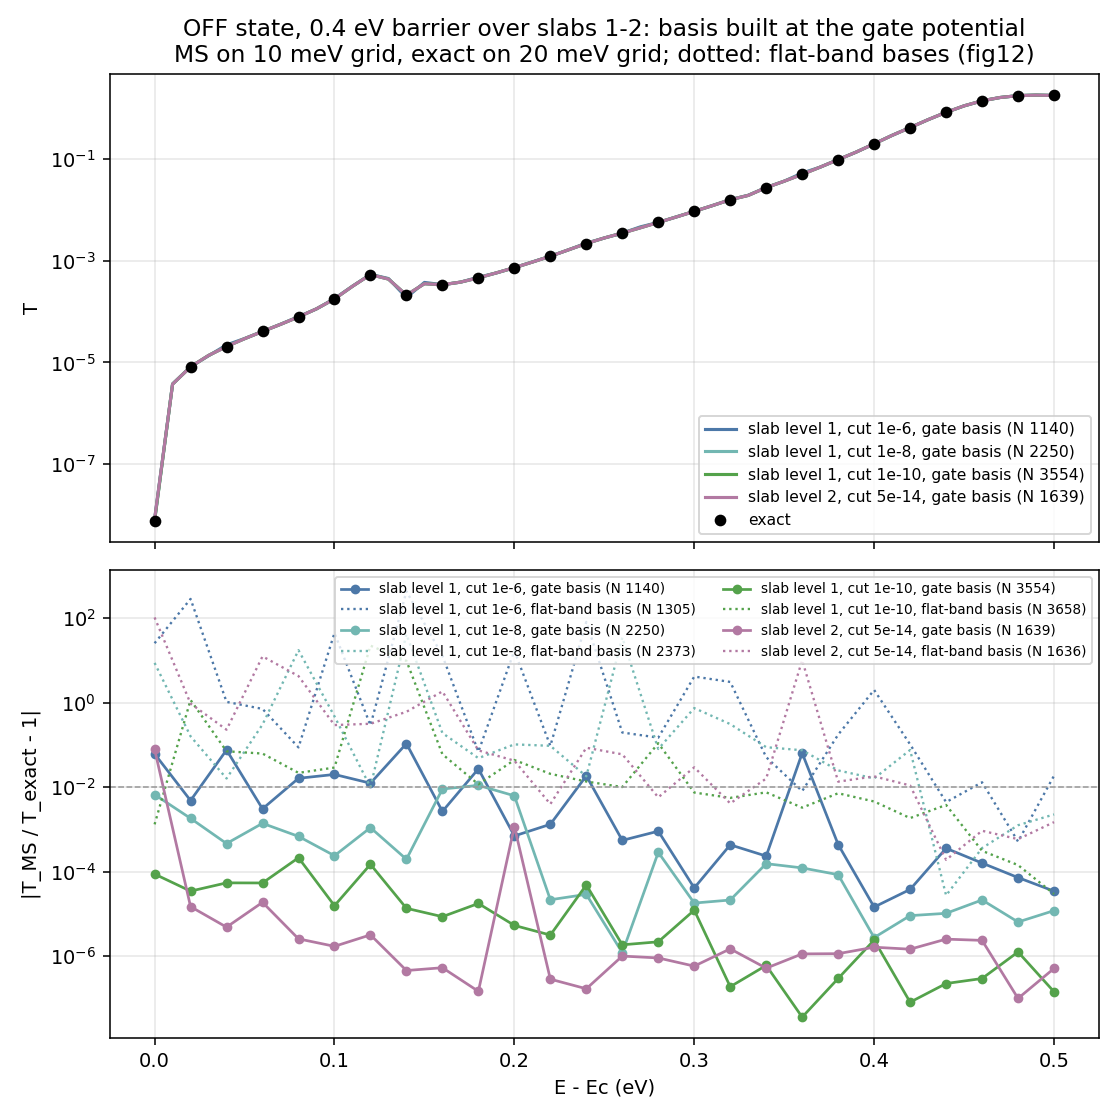 OFF state, 0.4 eV barrier over slabs 1-2: basis built at the gate potential
MS on 10 meV grid, exact on 20 meV grid; dotted: flat-band bases (fig12)
10⁻¹
10⁻³
10⁻⁵
10⁻⁷
T
slab level 1, cut 1e-6, gate basis (N 1140)
slab level 1, cut 1e-8, gate basis (N 2250)
slab level 1, cut 1e-10, gate basis (N 3554)
slab level 2, cut 5e-14, gate basis (N 1639)
exact
slab level 1, cut 1e-6, gate basis (N 1140)
slab level 1, cut 1e-6, flat-band basis (N 1305)
slab level 1, cut 1e-8, gate basis (N 2250)
slab level 1, cut 1e-8, flat-band basis (N 2373)
slab level 1, cut 1e-10, gate basis (N 3554)
slab level 1, cut 1e-10, flat-band basis (N 3658)
slab level 2, cut 5e-14, gate basis (N 1639)
slab level 2, cut 5e-14, flat-band basis (N 1636)
10²
10⁰
10⁻²
10⁻⁴
10⁻⁶
|T_MS / T_exact - 1|
0.0
0.1
0.2
0.3
0.4
0.5
E - Ec (eV)